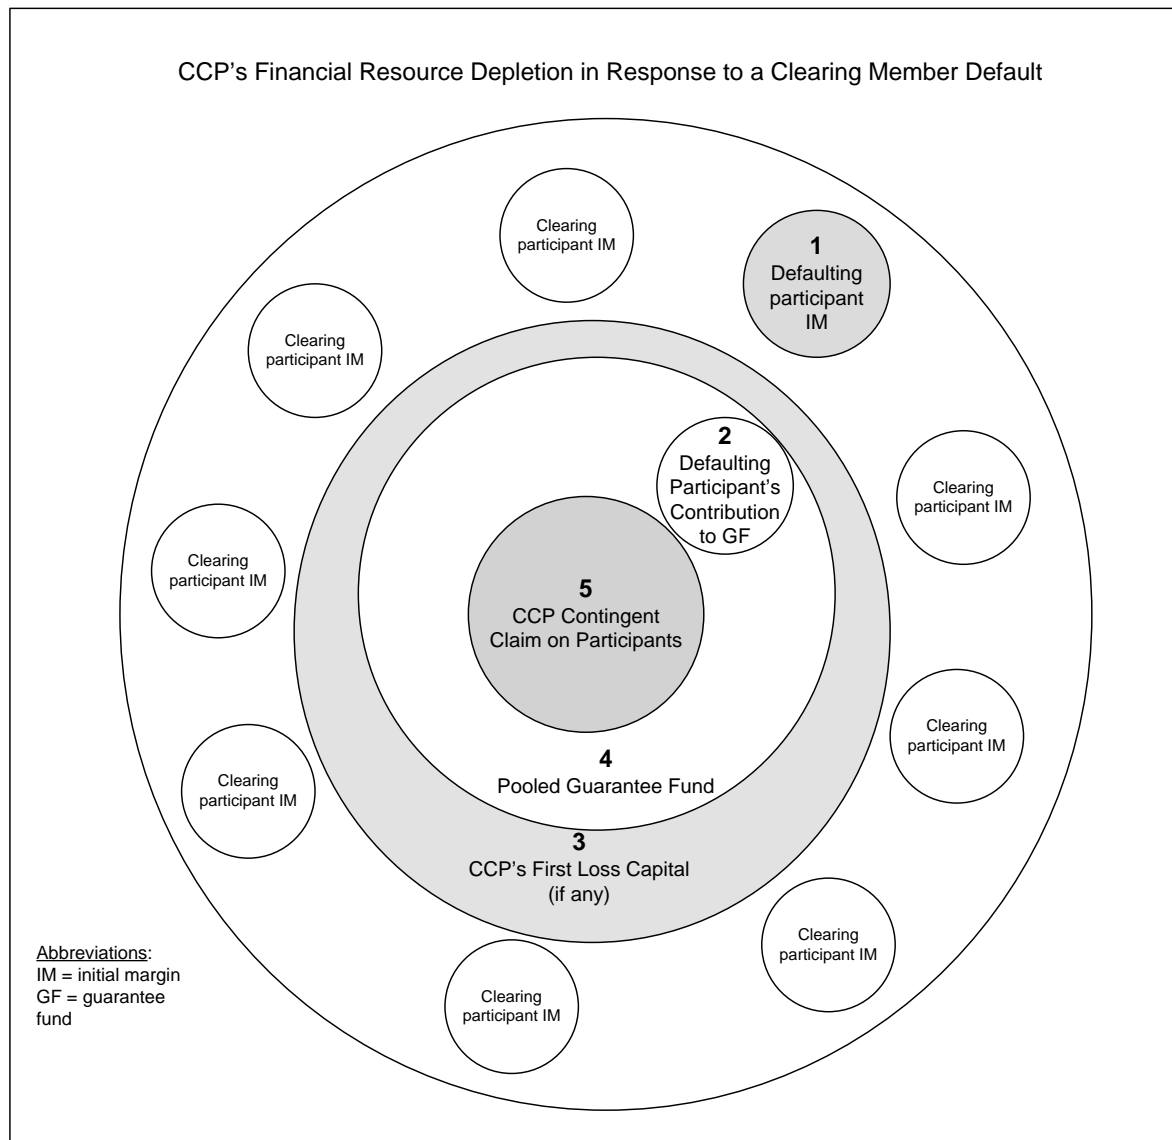 CCP's Financial Resource Depletion in Response to a Clearing Member Default
Clearing
participant IM
1
Defaulting
participant
IM
Clearing
participant IM
2
Defaulting
Participant's
Contribution
to GF
Clearing
participant IM
Clearing
participant IM
5
CCP Contingent
Claim on Participants
Clearing
participant IM
4
Pooled Guarantee Fund
Clearing
participant IM
3
CCP's First Loss Capital
(if any)
Clearing
participant IM
Abbreviations:
IM = initial margin
GF = guarantee
fund
Clearing
participant IM